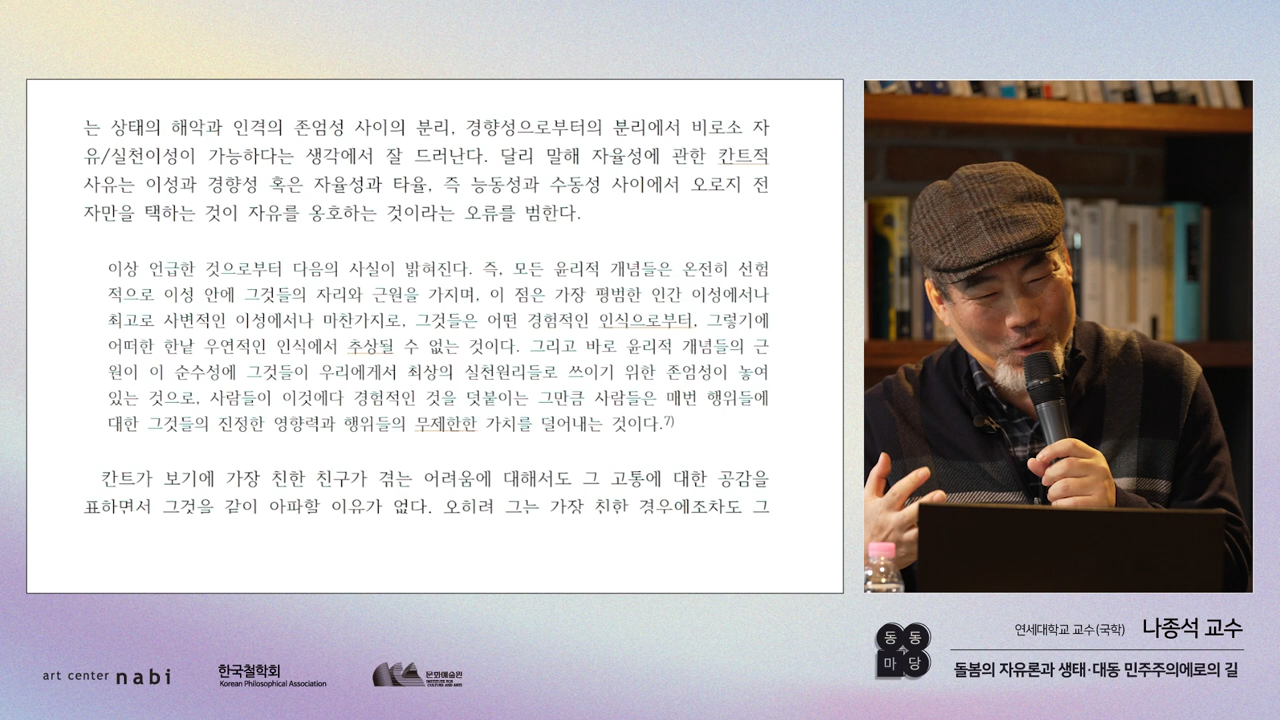 는 상태의 해악과 인격의 존엄성 사이의 분리, 경향성으로부터의 분리에서 비로소 자
유/실천이성이 가능하다는 생각에서 잘 드러난다. 달리 말해 자율성에 관한 칸트적
사유는 이성과 경향성 혹은 자율성과 타율, 즉 능동성과 수동성 사이에서 오로지 전
자만을 택하는 것이 자유를 옹호하는 것이라는 오류를 범한다.
이상 언급한 것으로부터 다음의 사실이 밝혀진다. 즉, 모든 윤리적 개념들은 온전히 선험
적으로 이성 안에 그것들의 자리와 근원을 가지며, 이 점은 가장 평범한 인간 이성에서나
최고로 사변적인 이성에서나 마찬가지로, 그것들은 어떤 경험적인 인식으로부터, 그렇기에
어떠한 한낱 우연적인 인식에서 추상될 수 없는 것이다. 그리고 바로 윤리적 개념들의 근
원이 이 순수성에 그것들이 우리에게서 최상의 실천원리들로 쓰이기 위한 존엄성이 놓여
있는 것으로, 사람들이 이것에다 경험적인 것을 덧붙이는 그만큼 사람들은 매번 행위들에
대한 그것들의 진정한 영향력과 행위들의 무제한한 가치를 덜어내는 것이다.7)
칸트가 보기에 가장 친한 친구가 겪는 어려움에 대해서도 그 고통에 대한 공감을
표하면서 그것을 같이 아파할 이유가 없다. 오히려 그는 가장 친한 경우에조차도 그
art center nabi
한국철학회
Korean Philosophical Association
문화예술원
INSTITUTE FOR
CULTURE AND ARTS
동동
마당
연세대학교 교수(국학) 나종석 교수
돌봄의 자유론과 생태·대동 민주주의에로의 길